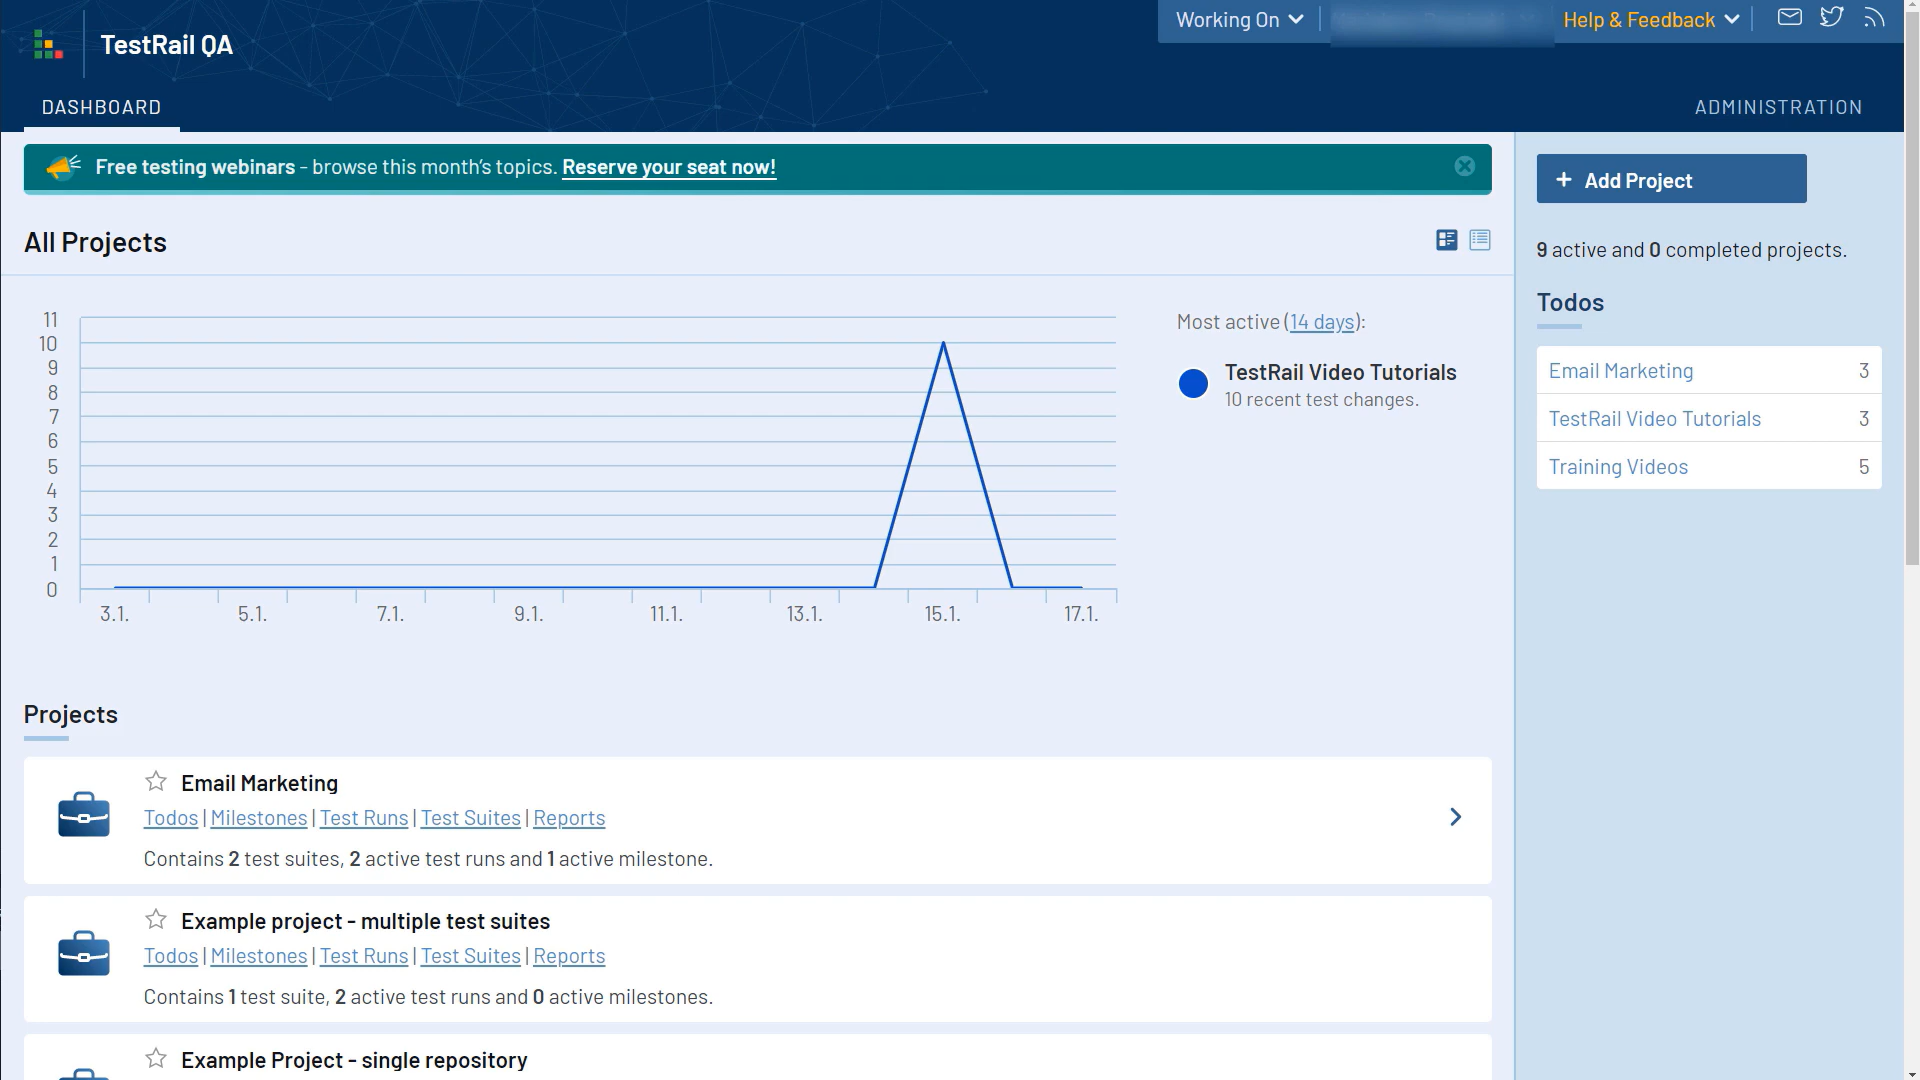 TestRail QA
Working On
Help & Feedback
DASHBOARD
ADMINISTRATION
Free testing webinars - browse this month's topics. Reserve your seat now!
All Projects
11
10
9
8
7
6
5
4
3
2
1
0
3.1. 5.1. 7.1. 9.1. 11.1. 13.1. 15.1. 17.1.
Most active (14 days):
TestRail Video Tutorials
10 recent test changes.
Projects
Email Marketing
Todos | Milestones | Test Runs | Test Suites | Reports
Contains 2 test suites, 2 active test runs and 1 active milestone.
Example project - multiple test suites
Todos | Milestones | Test Runs | Test Suites | Reports
Contains 1 test suite, 2 active test runs and 0 active milestones.
Example Project - single repository
+ Add Project
9 active and 0 completed projects.
Todos
Email Marketing 3
TestRail Video Tutorials 3
Training Videos 5